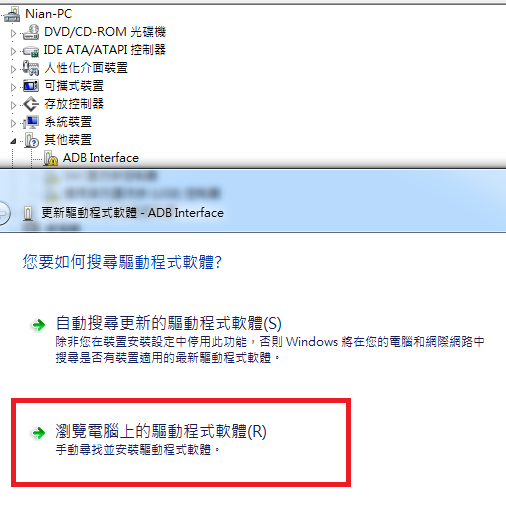 Nian-PC
DVD/CD-ROM 光碟機
IDE ATA/ATAPI 控制器
人性化介面裝置
可攜式裝置
存放控制器
系統裝置
其他裝置
ADB Interface
更新驅動程式軟體 - ADB Interface
您要如何搜尋驅動程式軟體?
自動搜尋更新的驅動程式軟體(S)
除非您在裝置安裝設定中停用此功能，否則 Windows 將在您的電腦和網際網路中
搜尋是否有裝置適用的最新驅動程式軟體。
瀏覽電腦上的驅動程式軟體(R)
手動尋找並安裝驅動程式軟體。